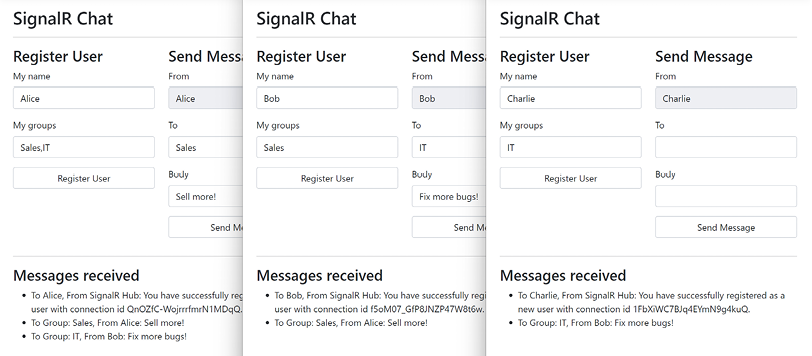 SignalR Chat
Register User
My name
Alice
My groups
Sales,IT
Register User
Send Messa
From
Alice
To
Sales
Body
Sell more!
Send Me
Messages received
To Alice, From SignalR Hub: You have successfully reg
user with connection id QnOZfC-WojrrrfmrN1MDqQ.
To Group: Sales, From Alice: Sell more!
To Group: IT, From Bob: Fix more bugs!
SignalR Chat
Register User
My name
Bob
My groups
Sales
Register User
Send Messa
From
Bob
To
IT
Body
Fix more bugs!
Send Me
Messages received
To Bob, From SignalR Hub: You have successfully regi
user with connection id f5oM07_GfP8JNZP47W8t6w.
To Group: Sales, From Alice: Sell more!
SignalR Chat
Register User
My name
Charlie
My groups
IT
Register User
Send Message
From
Charlie
To
Body
Send Message
Messages received
To Charlie, From SignalR Hub: You have successfully registered as a
new user with connection id 1FbXiWC7BJq4EYmN9g4kuQ.
To Group: IT, From Bob: Fix more bugs!